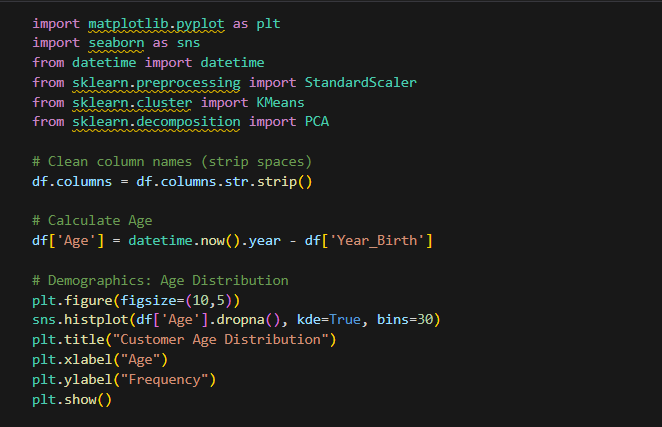 import matplotlib.pyplot as plt
import seaborn as sns
from datetime import datetime
from sklearn.preprocessing import StandardScaler
from sklearn.cluster import KMeans
from sklearn.decomposition import PCA
# Clean column names (strip spaces)
df.columns = df.columns.str.strip()
# Calculate Age
df['Age'] = datetime.now().year - df['Year_Birth']
# Demographics: Age Distribution
plt.figure(figsize=(10,5))
sns.histplot(df['Age'].dropna(), kde=True, bins=30)
plt.title("Customer Age Distribution")
plt.xlabel("Age")
plt.ylabel("Frequency")
plt.show()